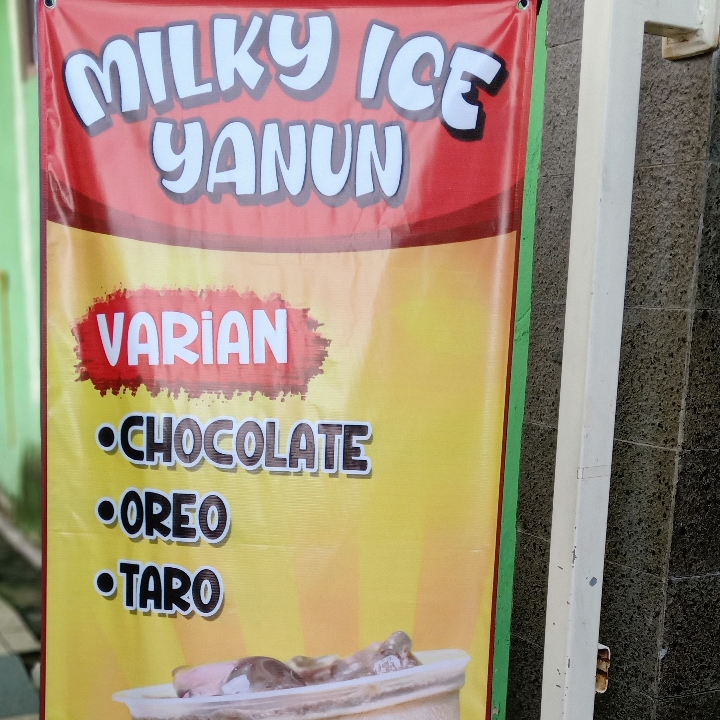 MILKY ICE
YANUN
VARiAN
•CHOCOLATE
•OREO
•TARO